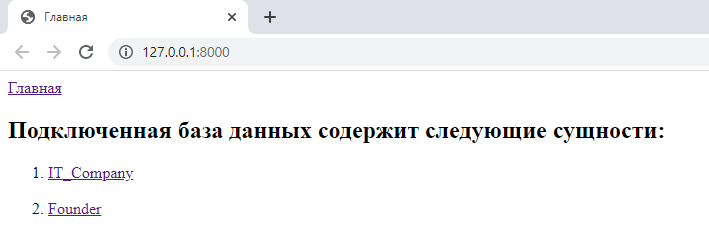 Главная
127.0.0.1:8000
Главная
Подключенная база данных содержит следующие сущности:
1. IT_Company
2. Founder